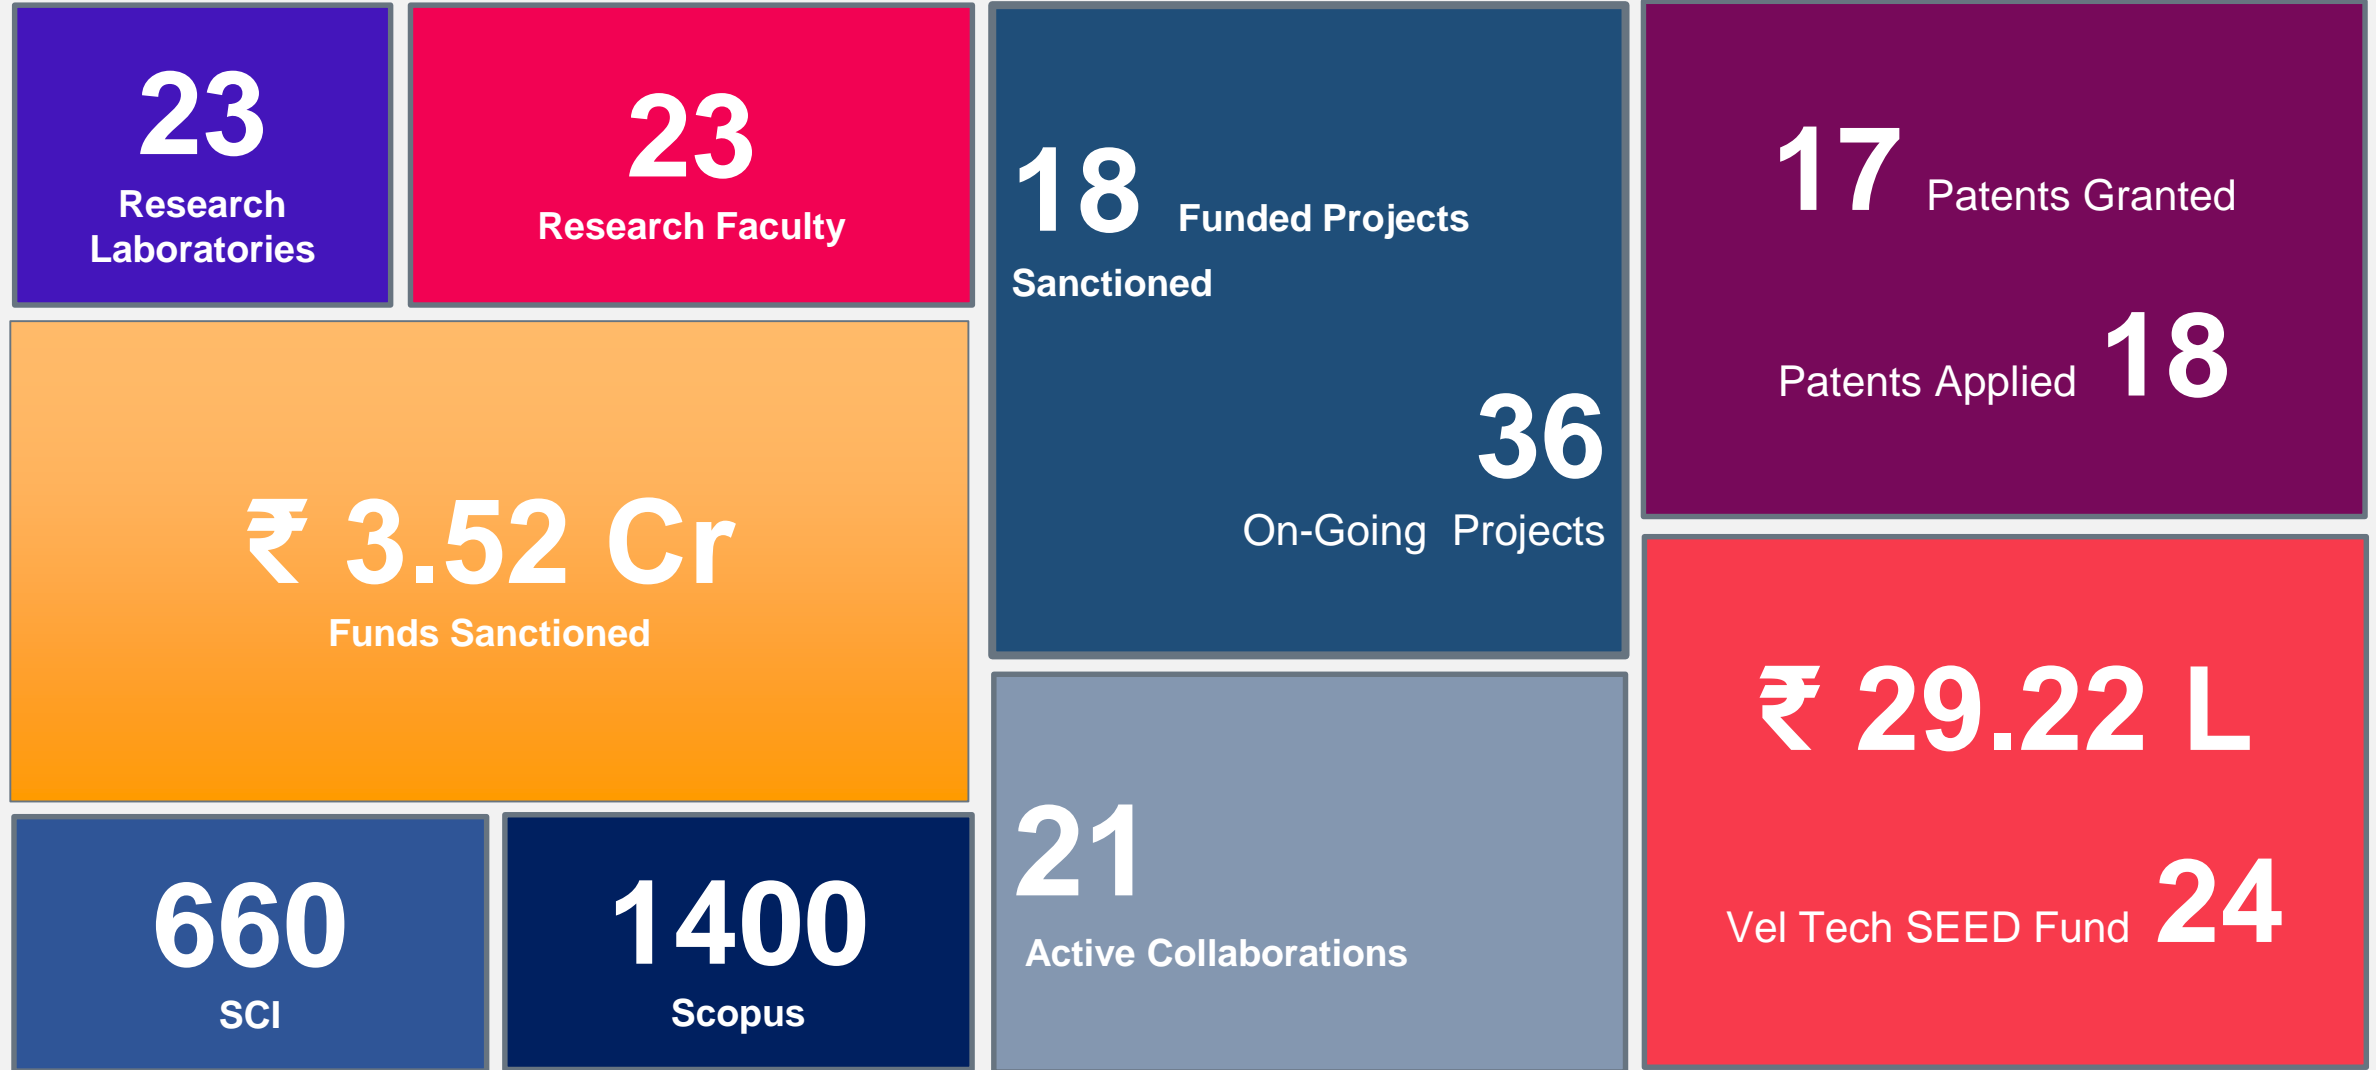 23
Research
Laboratories
23
Research Faculty
₹ 3.52 Cr
Funds Sanctioned
660
SCI
1400
Scopus
18 Funded Projects
Sanctioned
36
On-Going Projects
21
Active Collaborations
17 Patents Granted
Patents Applied 18
₹ 29.22 L
Vel Tech SEED Fund 24